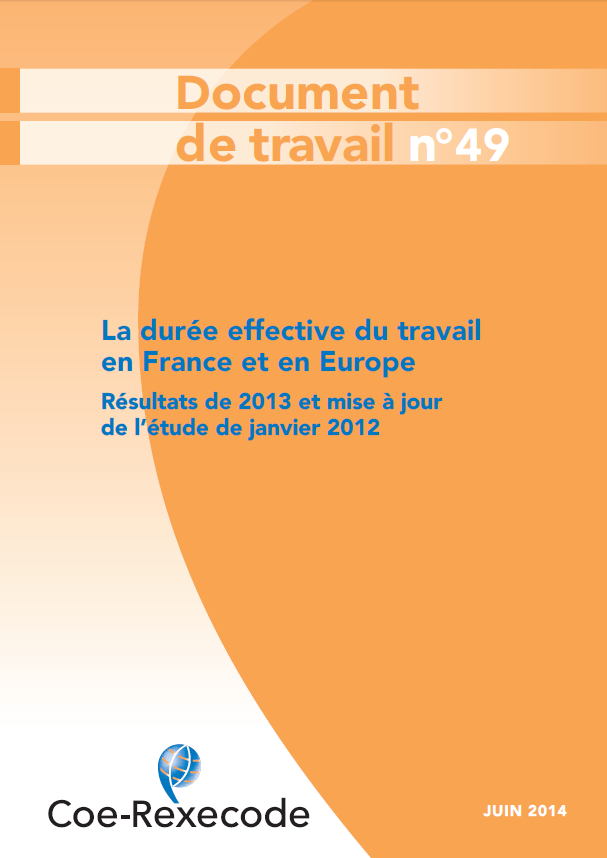 Document
de travail n°49
La durée effective du travail
en France et en Europe
Résultats de 2013 et mise à jour
de l'étude de janvier 2012
Coe-Rexecode
JUIN 2014